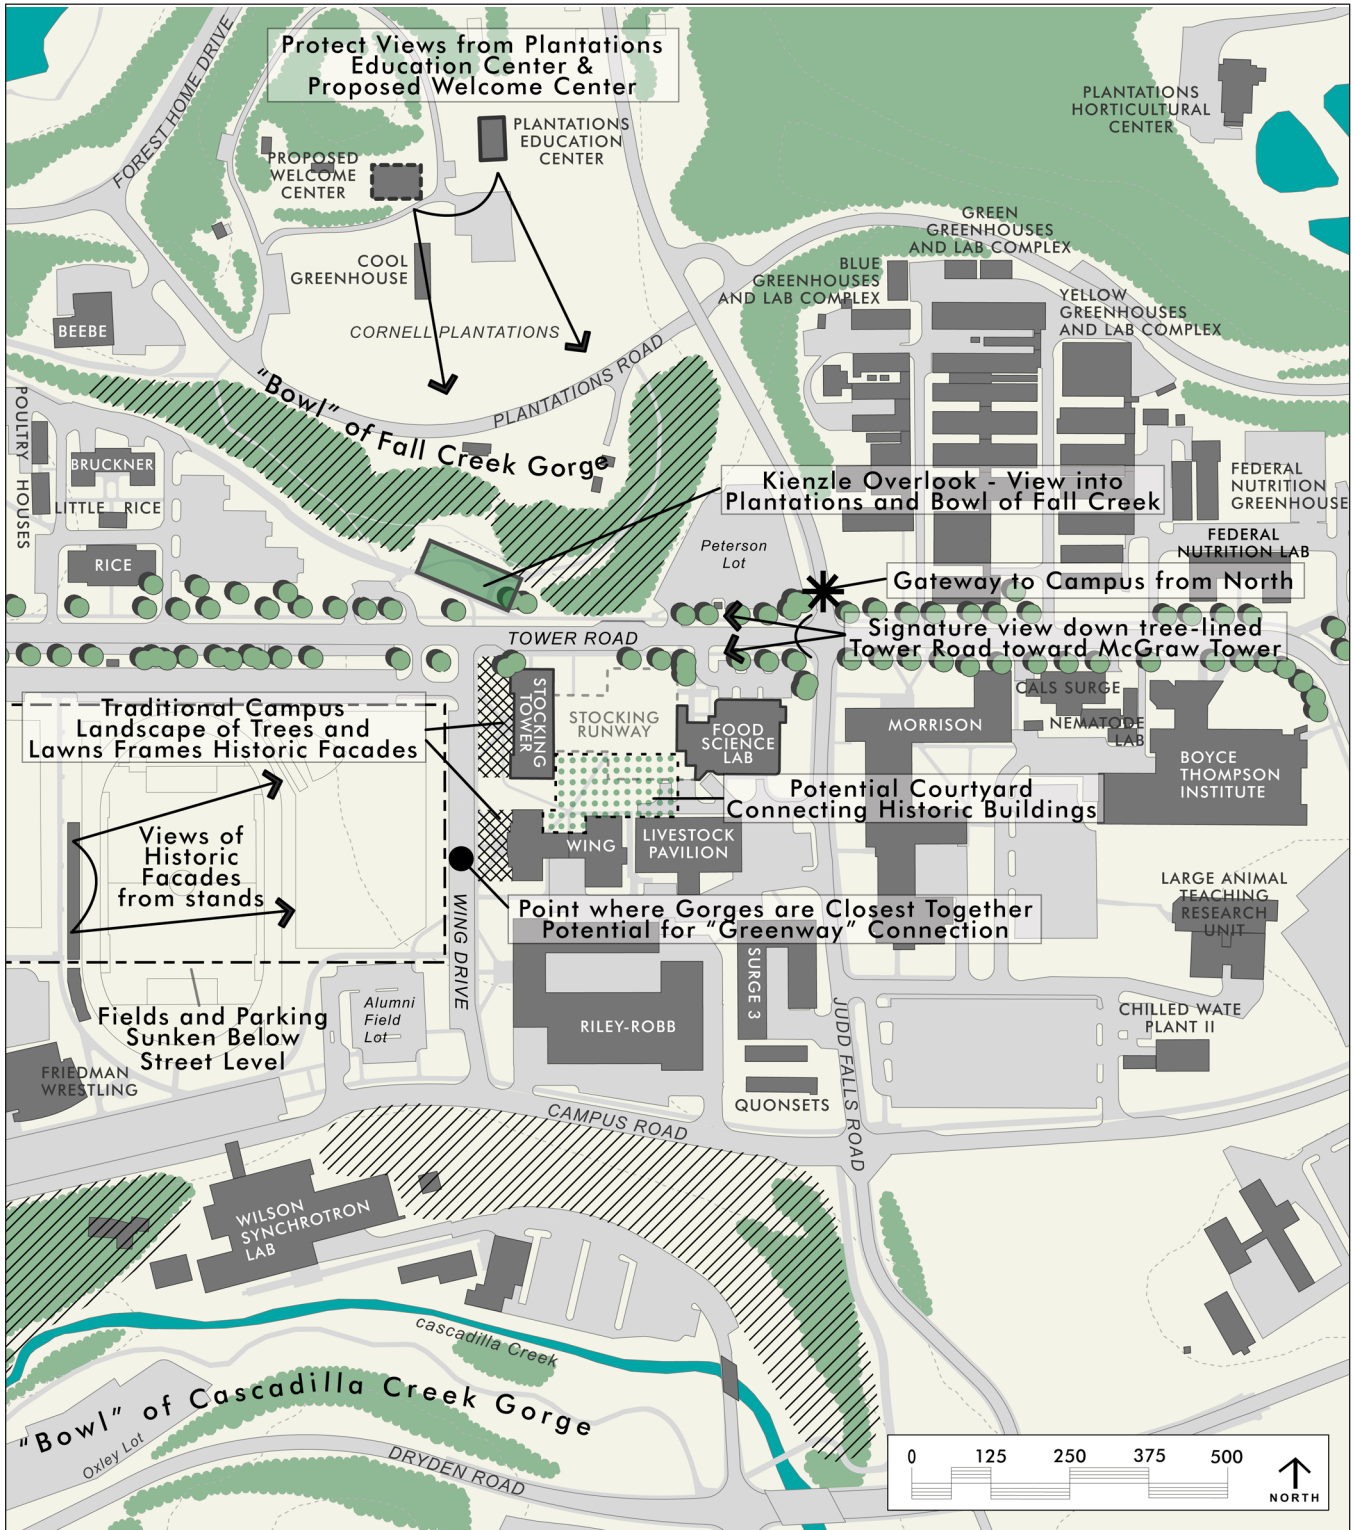 Protect Views from Plantations
Education Center &
Proposed Welcome Center
FOREST HOME DRIVE
PLANTATIONS
HORTICULTURAL
CENTER
PLANTATIONS
EDUCATION
CENTER
PROPOSED
WELCOME
CENTER
GREEN
GREENHOUSES
AND LAB COMPLEX
COOL
GREENHOUSE
BLUE
GREENHOUSES
AND LAB COMPLEX
YELLOW
GREENHOUSES
AND LAB COMPLEX
BEEBE
CORNELL PLANTATIONS
PLANTATIONS ROAD
"Bowl" of Fall Creek Gorge
POULTRY HOUSES
BRUCKNER
LITTLE RICE
RICE
Kienzle Overlook - View into
Plantations and Bowl of Fall Creek
FEDERAL
NUTRITION
GREENHOUSE
FEDERAL
NUTRITION LAB
Peterson
Lot
Gateway to Campus from North
Signature view down tree-lined
Tower Road toward McGraw Tower
TOWER ROAD
STOCKING
TOWER
STOCKING
RUNWAY
FOOD
SCIENCE
LAB
MORRISON
CALS SURGE
NEMATODE
LAB
BOYCE
THOMPSON
INSTITUTE
Traditional Campus
Landscape of Trees and
Lawns Frames Historic Facades
Potential Courtyard
Connecting Historic Buildings
Views of
Historic
Facades
from stands
WING
LIVESTOCK
PAVILION
WING DRIVE
Point where Gorges are Closest Together
Potential for "Greenway" Connection
LARGE ANIMAL
TEACHING
RESEARCH
UNIT
SURGE 3
RILEY-ROBB
JUDD FALLS ROAD
Alumni
Field
Lot
Fields and Parking
Sunken Below
Street Level
CHILLED WATE
PLANT II
FRIEDMAN
WRESTLING
QUONSETS
CAMPUS ROAD
WILSON
SYNCHROTRON
LAB
cascadilla Creek
"Bowl" of Cascadilla Creek Gorge
Oxley Lot
DRYDEN ROAD
0 125 250 375 500
NORTH